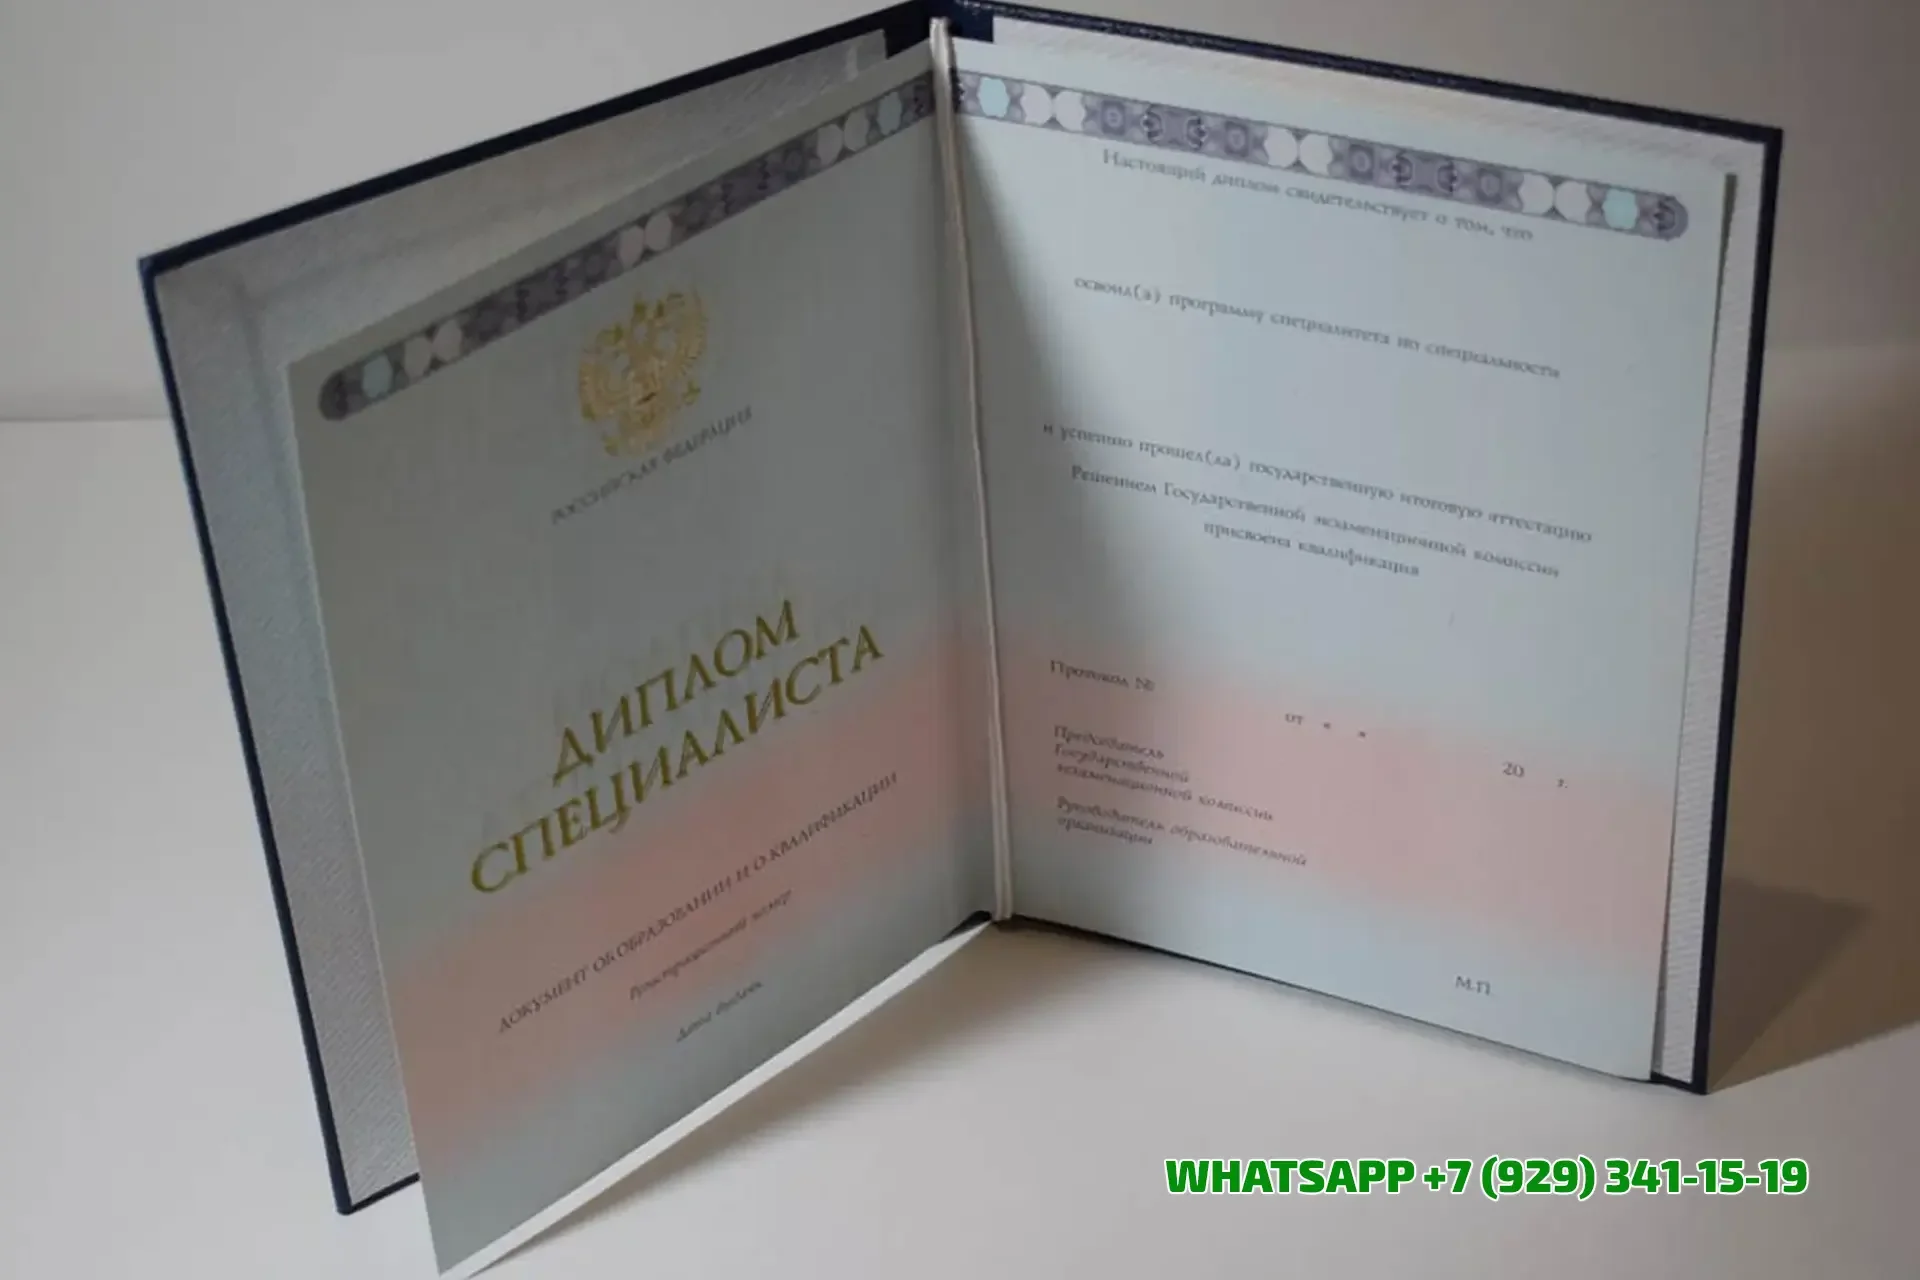 РОССИЙСКАЯ ФЕДЕРАЦИЯ
ДИПЛОМ
СПЕЦИАЛИСТА
ДОКУМЕНТ ОБ ОБРАЗОВАНИИ И О КВАЛИФИКАЦИИ
Регистрационный номер
Дата выдачи
Настоящий диплом свидетельствует о том, что
освоил(а) программу специалитета по специальности
и успешно прошел(ла) государственную итоговую аттестацию
Решением Государственной экзаменационной комиссии
присвоена квалификация
Протокол №
от « » 20 г.
Председатель
Государственной
экзаменационной комиссии
Руководитель образовательной
организации
М.П.
WHATSAPP +7 (929) 341-15-19